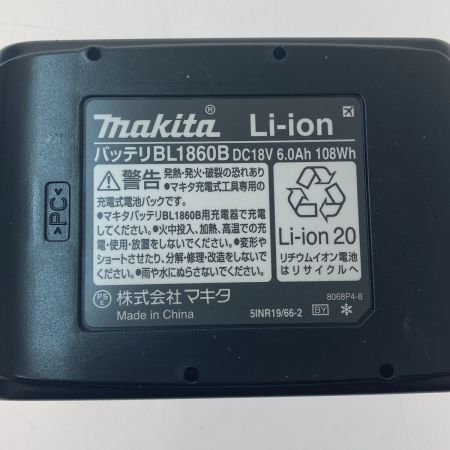 makita® Li-ion
バッテリBL1860B DC18V 6.0Ah 108Wh
⚠警告 発熱・発火・破裂の恐れあり
●マキタ充電式工具専用の
充電式電池パックです。
●マキタバッテリBL1860B用充電器で充電
してください。●火中投入、加熱、高温での充
電・使用・放置をしないでください。●変形や
ショートさせたり、分解・修理・改造をしないで
ください。●雨や水にぬらさないでください。
Li-ion 20
リチウムイオン電池
はリサイクルへ
>PC<
PS
E
株式会社 マキタ
8068P4-8
Made in China
5INR19/66-2
BY